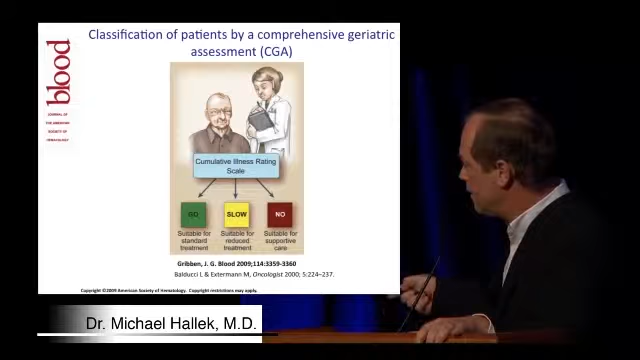 Classification of patients by a comprehensive geriatric
assessment (CGA)
blood
JOURNAL OF
THE AMERICAN
SOCIETY OF
HEMATOLOGY
Cumulative Illness Rating
Scale
GO
SLOW
NO
Suitable for
standard
treatment
Suitable for
reduced
treatment
Suitable for
supportive
care
Gribben, J. G. Blood 2009;114:3359-3360
Balducci L & Extermann M, Oncologist 2000; 5:224–237.
Copyright ©2009 American Society of Hematology. Copyright restrictions may apply.
Dr. Michael Hallek, M.D.